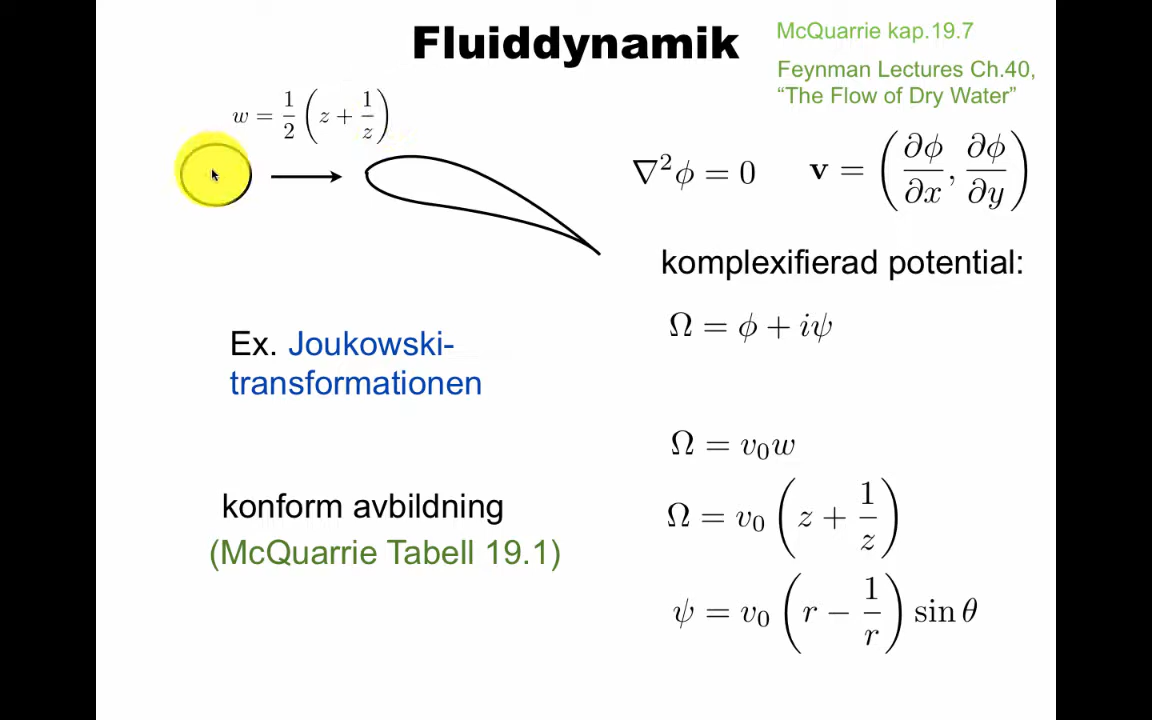 Fluiddynamik
McQuarrie kap.19.7
Feynman Lectures Ch.40,
“The Flow of Dry Water”
w = 1/2 (z + 1/z)
∇²ϕ = 0
v = (∂ϕ/∂x, ∂ϕ/∂y)
komplexifierad potential:
Ω = ϕ + iψ
Ex. Joukowski-
transformationen
Ω = v₀w
konform avbildning
(McQuarrie Tabell 19.1)
Ω = v₀ (z + 1/z)
ψ = v₀ (r − 1/r) sin θ